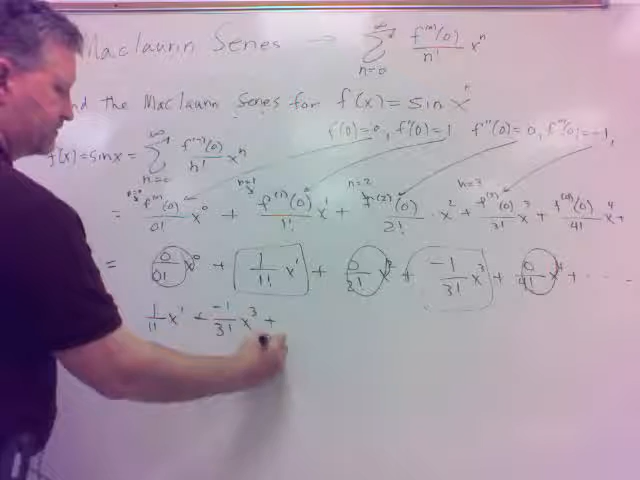 Maclaurin Series → ∞ Σ n=0 f⁽ⁿ⁾(0)/n! xⁿ
the Maclaurin Series for f(x) = sin x
f(0)=0, f'(0)=1, f''(0)=0, f'''(0)=-1,
f(x)=sinx = ∞ Σ n=0 f⁽ⁿ⁾(0)/n! xⁿ
n=1 n=2 n=3
= f⁽⁰⁾(0)/0! x⁰ + f⁽¹⁾(0)/1! x¹ + f⁽²⁾(0)/2! · x² + f⁽³⁾(0)/3! x³ + f⁽⁴⁾(0)/4! x⁴ +
= 0/0! x⁰ + 1/1! x¹ + 0/2! x² + -1/3! x³ + 0/4! x⁴ + ...
1/1! x¹ + -1/3! x³ +